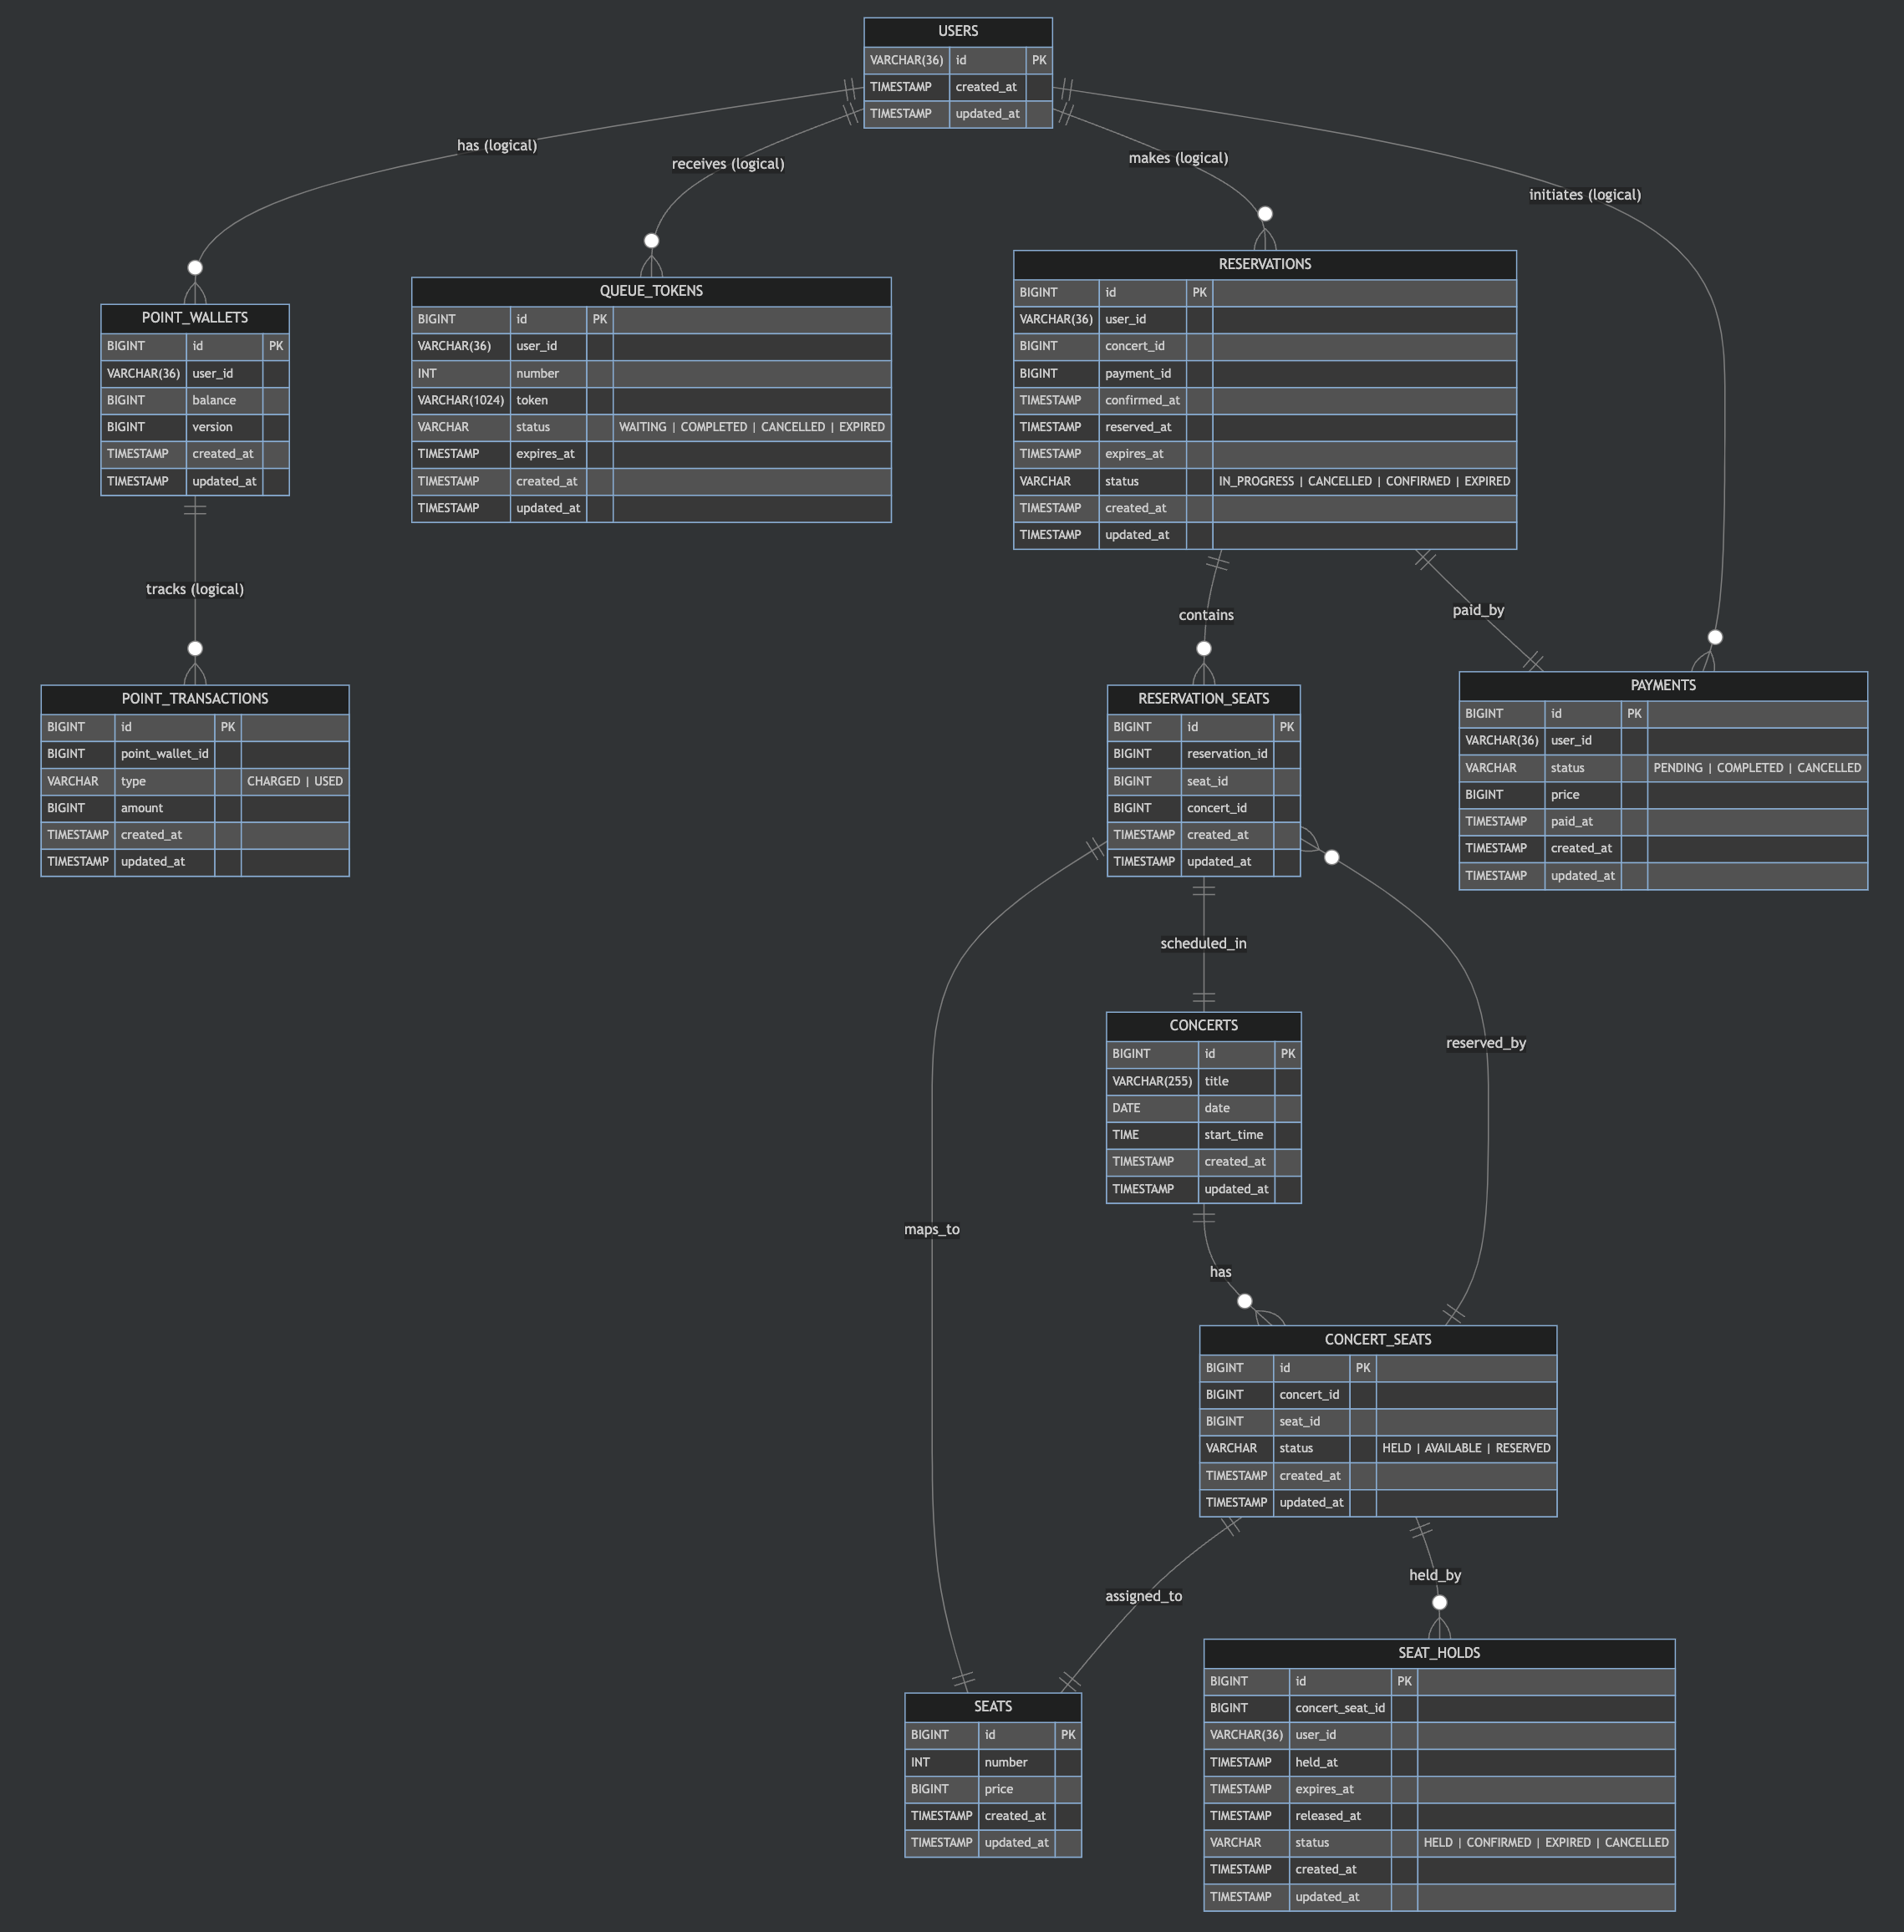 USERS
VARCHAR(36) id PK
TIMESTAMP created_at
TIMESTAMP updated_at
has (logical)
receives (logical)
makes (logical)
initiates (logical)
POINT_WALLETS
BIGINT id PK
VARCHAR(36) user_id
BIGINT balance
BIGINT version
TIMESTAMP created_at
TIMESTAMP updated_at
QUEUE_TOKENS
BIGINT id PK
VARCHAR(36) user_id
INT number
VARCHAR(1024) token
VARCHAR status WAITING | COMPLETED | CANCELLED | EXPIRED
TIMESTAMP expires_at
TIMESTAMP created_at
TIMESTAMP updated_at
RESERVATIONS
BIGINT id PK
VARCHAR(36) user_id
BIGINT concert_id
BIGINT payment_id
TIMESTAMP confirmed_at
TIMESTAMP reserved_at
TIMESTAMP expires_at
VARCHAR status IN_PROGRESS | CANCELLED | CONFIRMED | EXPIRED
TIMESTAMP created_at
TIMESTAMP updated_at
tracks (logical)
contains
paid_by
POINT_TRANSACTIONS
BIGINT id PK
BIGINT point_wallet_id
VARCHAR type CHARGED | USED
BIGINT amount
TIMESTAMP created_at
TIMESTAMP updated_at
RESERVATION_SEATS
BIGINT id PK
BIGINT reservation_id
BIGINT seat_id
BIGINT concert_id
TIMESTAMP created_at
TIMESTAMP updated_at
PAYMENTS
BIGINT id PK
VARCHAR(36) user_id
VARCHAR status PENDING | COMPLETED | CANCELLED
BIGINT price
TIMESTAMP paid_at
TIMESTAMP created_at
TIMESTAMP updated_at
scheduled_in
CONCERTS
BIGINT id PK
VARCHAR(255) title
DATE date
TIME start_time
TIMESTAMP created_at
TIMESTAMP updated_at
reserved_by
maps_to
has
CONCERT_SEATS
BIGINT id PK
BIGINT concert_id
BIGINT seat_id
VARCHAR status HELD | AVAILABLE | RESERVED
TIMESTAMP created_at
TIMESTAMP updated_at
assigned_to
held_by
SEATS
BIGINT id PK
INT number
BIGINT price
TIMESTAMP created_at
TIMESTAMP updated_at
SEAT_HOLDS
BIGINT id PK
BIGINT concert_seat_id
VARCHAR(36) user_id
TIMESTAMP held_at
TIMESTAMP expires_at
TIMESTAMP released_at
VARCHAR status HELD | CONFIRMED | EXPIRED | CANCELLED
TIMESTAMP created_at
TIMESTAMP updated_at